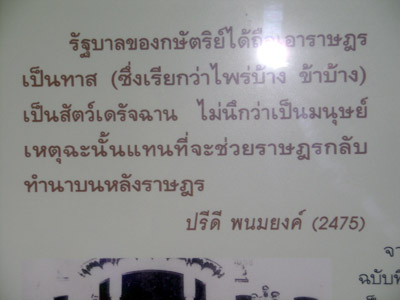 รัฐบาลของกษัตริย์ได้ถือเอาราษฎร
เป็นทาส (ซึ่งเรียกว่าไพร่บ้าง ข้าบ้าง)
เป็นสัตว์เดรัจฉาน ไม่นึกว่าเป็นมนุษย์
เหตุฉะนั้นแทนที่จะช่วยราษฎรกลับ
ทำนาบนหลังราษฎร
ปรีดี พนมยงค์ (2475)
จา
ฉบับที่